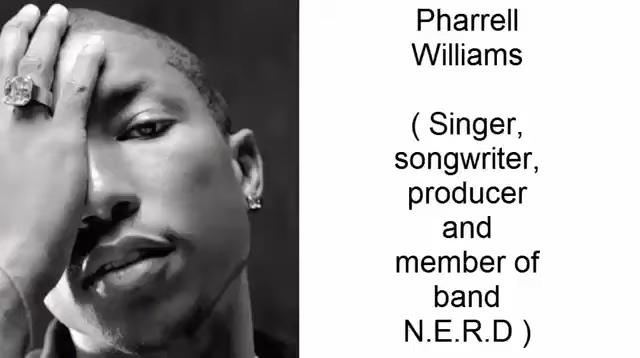 Pharrell
Williams
( Singer,
songwriter,
producer
and
member of
band
N.E.R.D )